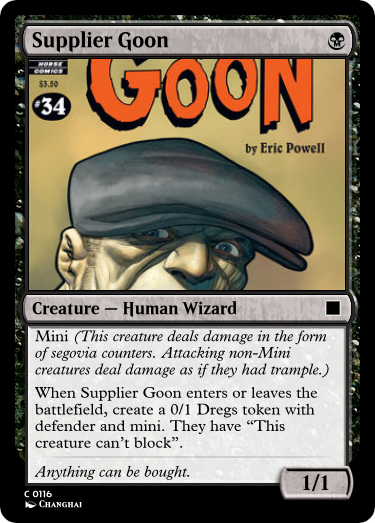 Supplier Goon
HORSE
COMICS
$3.50
#34
GOON
by Eric Powell
Creature — Human Wizard
Mini (This creature deals damage in the form
of segovia counters. Attacking non-Mini
creatures deal damage as if they had trample.)
When Supplier Goon enters or leaves the
battlefield, create a 0/1 Dregs token with
defender and mini. They have “This
creature can’t block”.
Anything can be bought.
1/1
C 0116
CHANGHAI